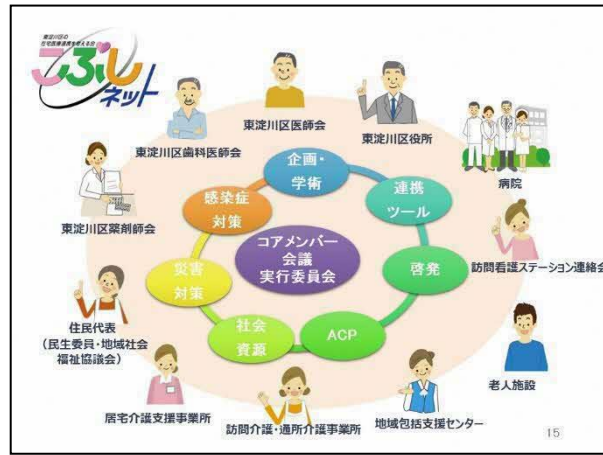 東淀川区の
在宅医療連携を考える会
こぶしネット
東淀川区医師会
東淀川区役所
東淀川区歯科医師会
病院
企画・
学術
連携
ツール
感染症
対策
東淀川区薬剤師会
コアメンバー
会議
実行委員会
訪問看護ステーション連絡会
啓発
災害
対策
住民代表
(民生委員・地域社会
福祉協議会)
社会
資源
ACP
老人施設
居宅介護支援事業所
訪問介護・通所介護事業所
地域包括支援センター
15